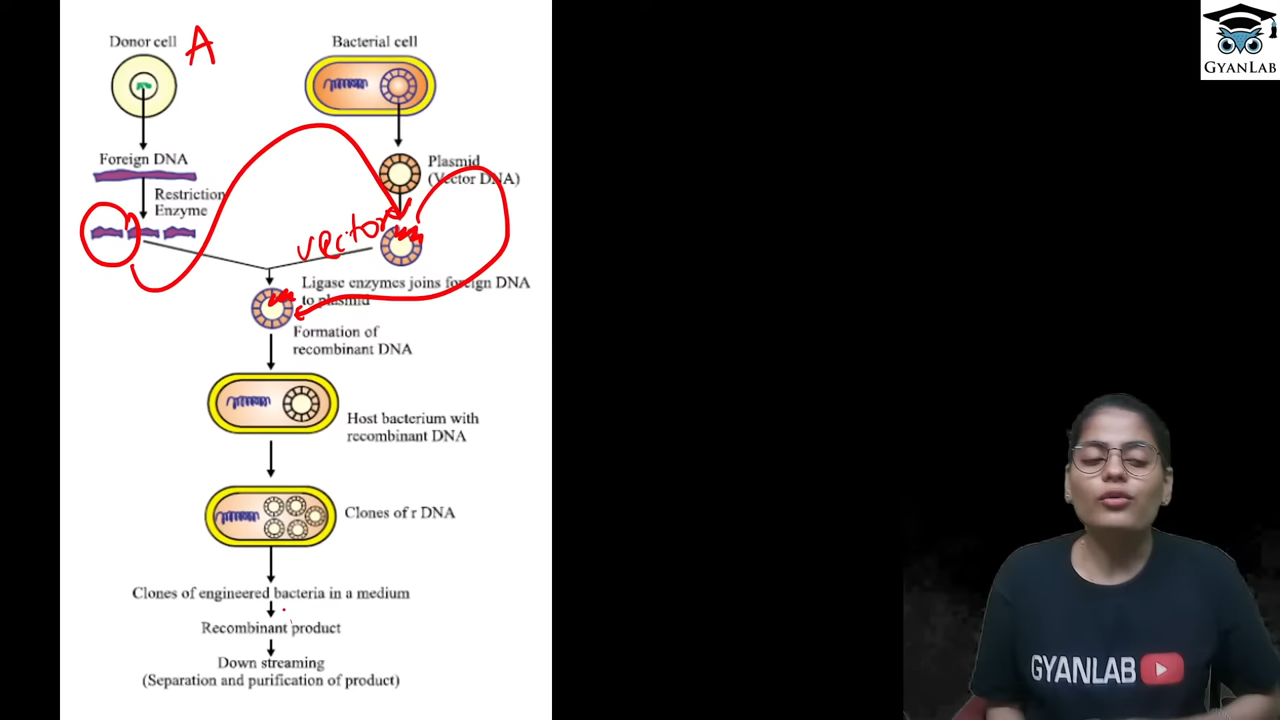 Donor cell
A
Bacterial cell
GYANLAB
Foreign DNA
Plasmid
(Vector DNA)
Restriction
Enzyme
vector
Ligase enzymes joins foreign DNA
to plasmid
Formation of
recombinant DNA
Host bacterium with
recombinant DNA
Clones of r DNA
Clones of engineered bacteria in a medium
Recombinant product
Down streaming
(Separation and purification of product)
GYANLAB